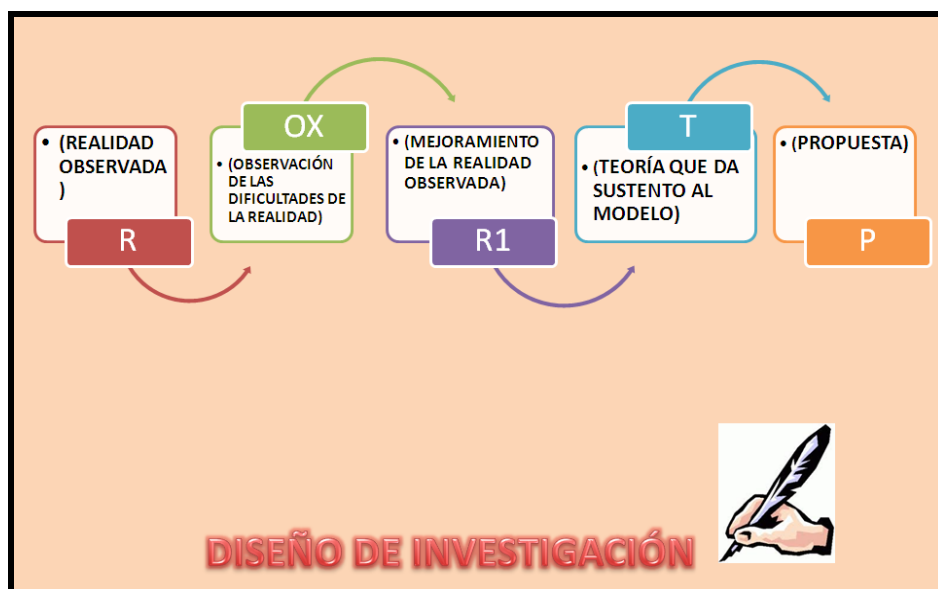 • (REALIDAD
OBSERVADA
)
R
OX
• (OBSERVACIÓN
DE LAS
DIFICULTADES DE
LA REALIDAD)
• (MEJORAMIENTO
DE LA REALIDAD
OBSERVADA)
R1
T
• (TEORÍA QUE DA
SUSTENTO AL
MODELO)
• (PROPUESTA)
P
DISEÑO DE INVESTIGACIÓN